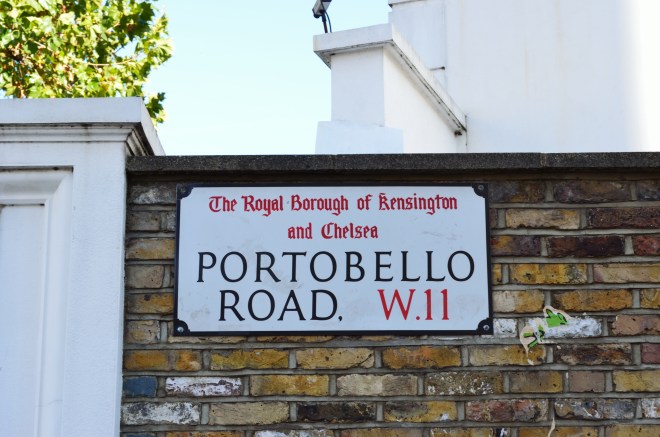 The Royal Borough of Kensington
and Chelsea
PORTOBELLO
ROAD, W.11